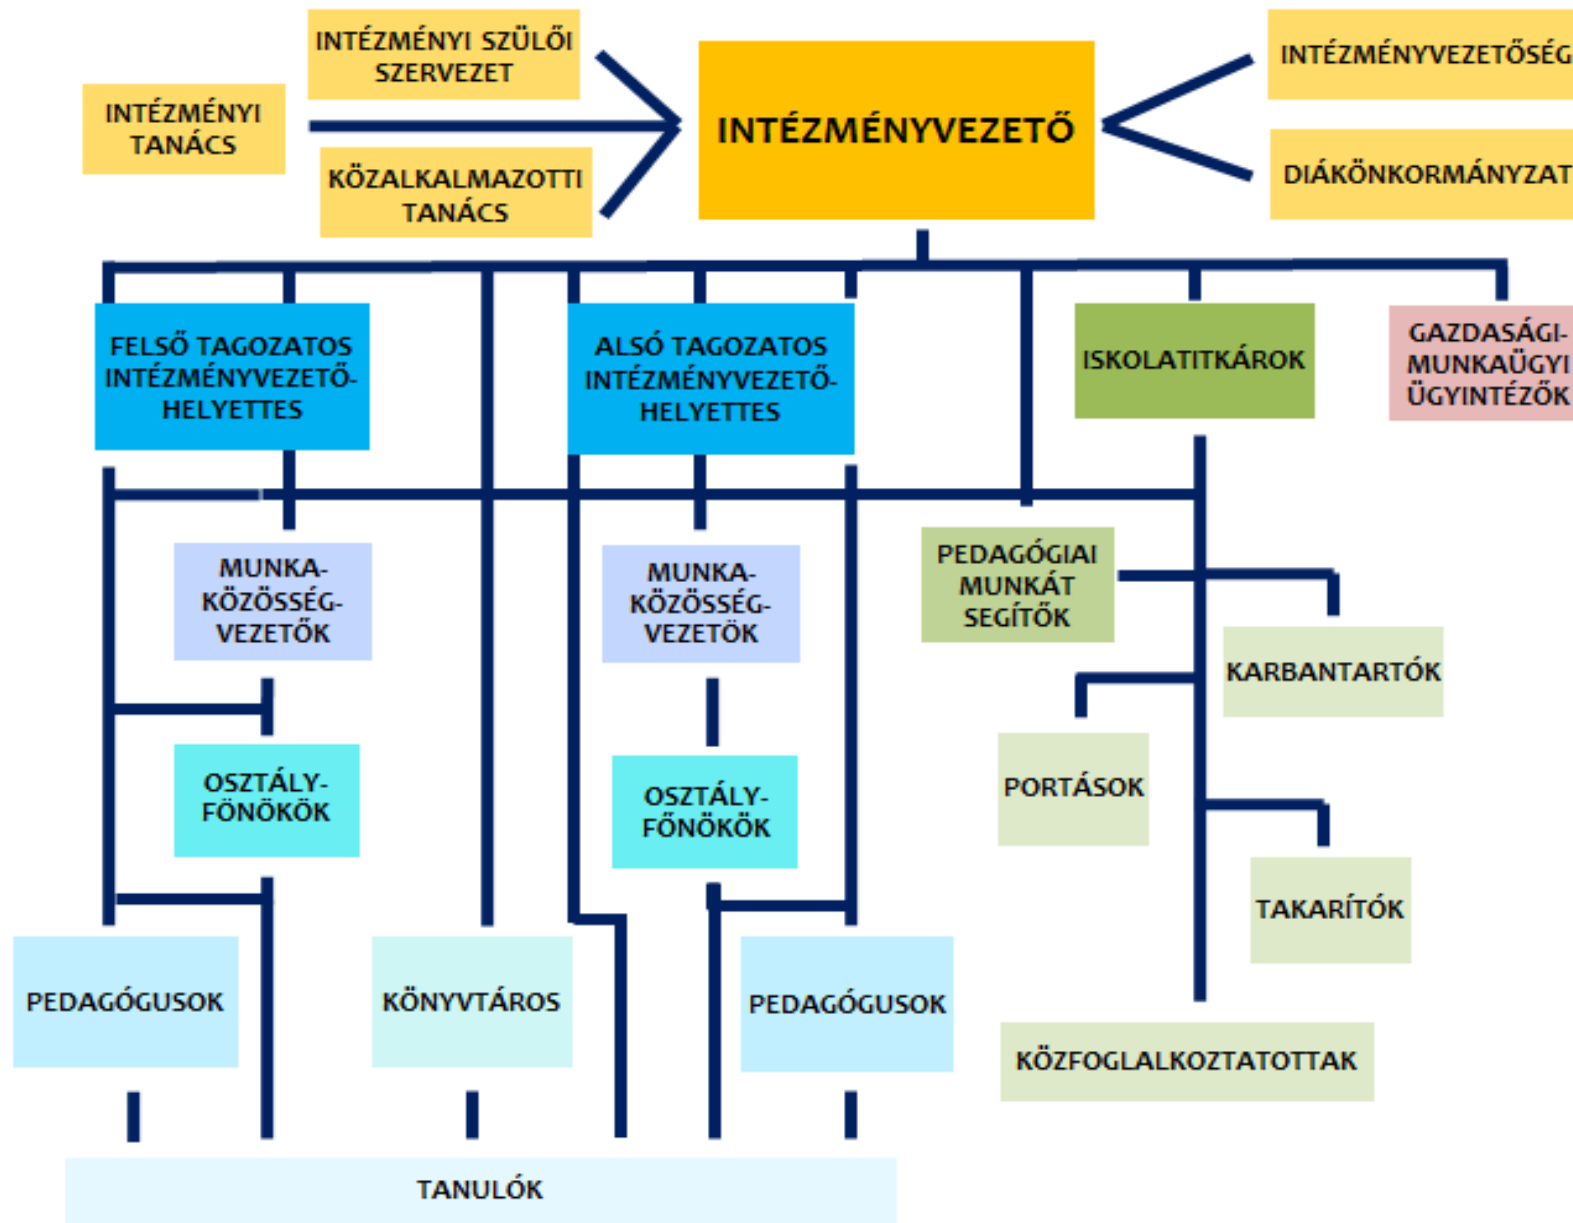 INTÉZMÉNYI SZÜLŐI
SZERVEZET
INTÉZMÉNYI
TANÁCS
KÖZALKALMAZOTTI
TANÁCS
INTÉZMÉNYVEZETŐ
INTÉZMÉNYVEZETŐSÉG
DIÁKÖNKORMÁNYZAT
FELSŐ TAGOZATOS
INTÉZMÉNYVEZETŐ-
HELYETTES
ALSÓ TAGOZATOS
INTÉZMÉNYVEZETŐ-
HELYETTES
ISKOLATITKÁROK
GAZDASÁGI-
MUNKAÜGYI
ÜGYINTÉZŐK
MUNKA-
KÖZÖSSÉG-
VEZETŐK
MUNKA-
KÖZÖSSÉG-
VEZETÖK
PEDAGÓGIAI
MUNKÁT
SEGÍTŐK
KARBANTARTÓK
OSZTÁLY-
FÖNÖKÖK
OSZTÁLY-
FŐNÖKÖK
PORTÁSOK
TAKARÍTÓK
PEDAGÓGUSOK
KÖNYVTÁROS
PEDAGÓGUSOK
KÖZFOGLALKOZTATOTTAK
TANULÓK